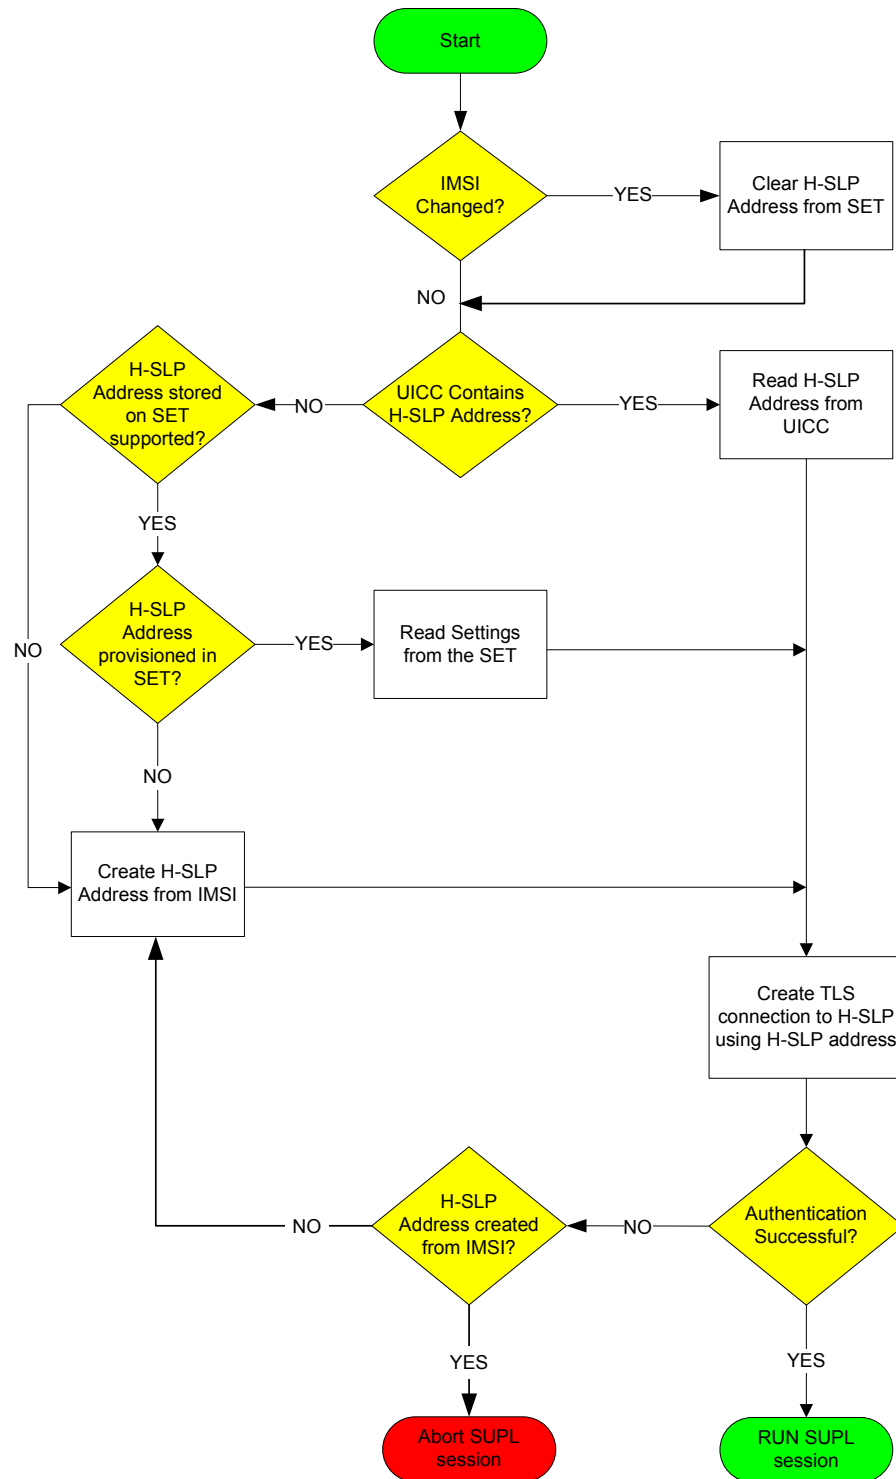 Start
IMSI
Changed?
YES
Clear H-SLP
Address from SET
NO
H-SLP
Address stored
on SET
supported?
NO
UICC Contains
H-SLP Address?
YES
Read H-SLP
Address from
UICC
YES
H-SLP
Address
provisioned in
SET?
YES
Read Settings
from the SET
NO
NO
Create H-SLP
Address from IMSI
Create TLS
connection to H-SLP
using H-SLP address
NO
H-SLP
Address created
from IMSI?
NO
Authentication
Successful?
YES
YES
Abort SUPL
session
RUN SUPL
session